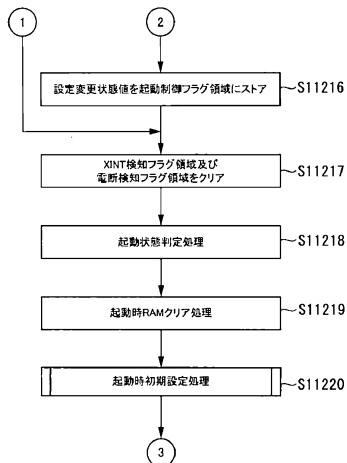 1
2
設定変更状態値を起動制御フラグ領域にストア
S11216
XINT検知フラグ領域及び
電断検知フラグ領域をクリア
S11217
起動状態判定処理
S11218
起動時RAMクリア処理
S11219
起動時初期設定処理
S11220
3